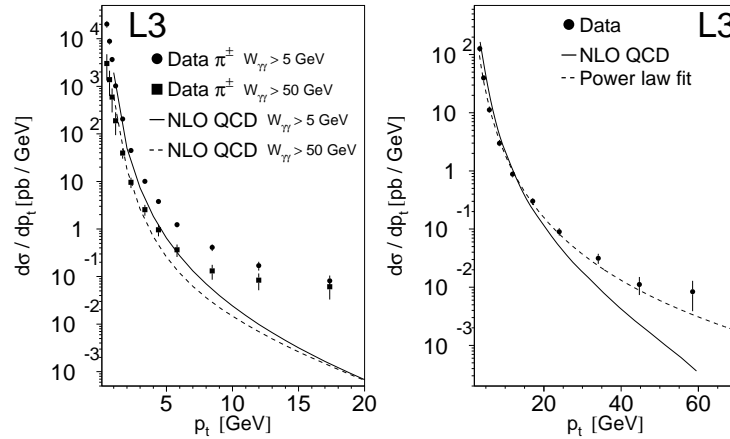 L3
Data π± Wγγ > 5 GeV
Data π± Wγγ > 50 GeV
NLO QCD Wγγ > 5 GeV
NLO QCD Wγγ > 50 GeV
dσ / dpt [pb / GeV]
10 4
10 3
10 2
10
1
10 -1
10 -2
10 -3
5
10
15
20
pt [GeV]
L3
Data
NLO QCD
Power law fit
dσ / dpt [pb / GeV]
10 2
10
1
10 -1
10 -2
10 -3
20
40
60
pt [GeV]